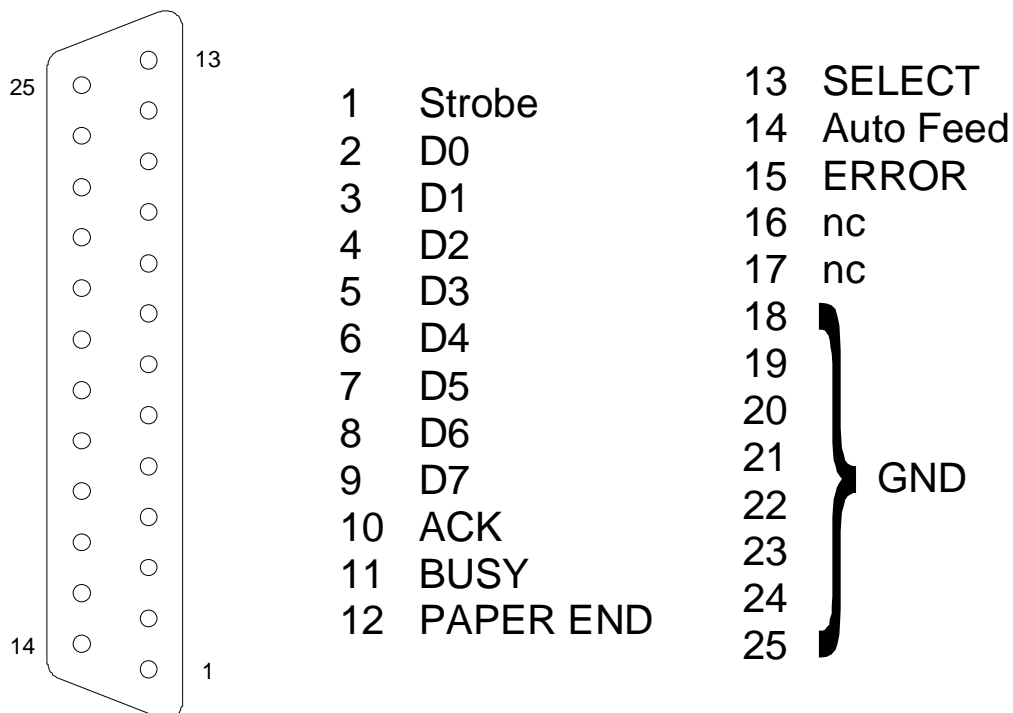 13
25
14
1
1 Strobe
2 D0
3 D1
4 D2
5 D3
6 D4
7 D5
8 D6
9 D7
10 ACK
11 BUSY
12 PAPER END
13 SELECT
14 Auto Feed
15 ERROR
16 nc
17 nc
18
19
20
21
GND
22
23
24
25